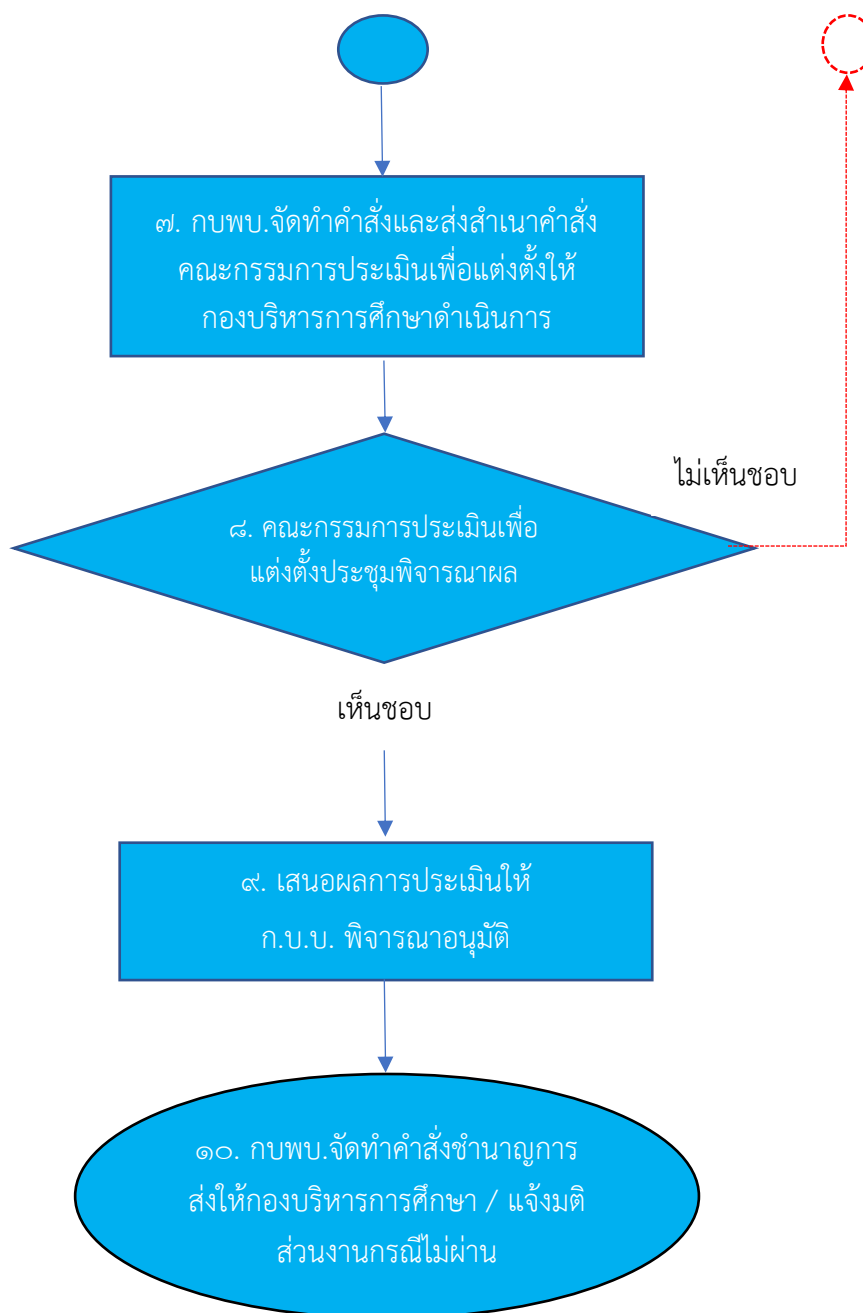 ๗. กบพบ.จัดทำคำสั่งและส่งสำเนาคำสั่ง
คณะกรรมการประเมินเพื่อแต่งตั้งให้
กองบริหารการศึกษาดำเนินการ
ไม่เห็นชอบ
๘. คณะกรรมการประเมินเพื่อ
แต่งตั้งประชุมพิจารณาผล
เห็นชอบ
๙. เสนอผลการประเมินให้
ก.บ.บ. พิจารณาอนุมัติ
๑๐. กบพบ.จัดทำคำสั่งชำนาญการ
ส่งให้กองบริหารการศึกษา / แจ้งมติ
ส่วนงานกรณีไม่ผ่าน